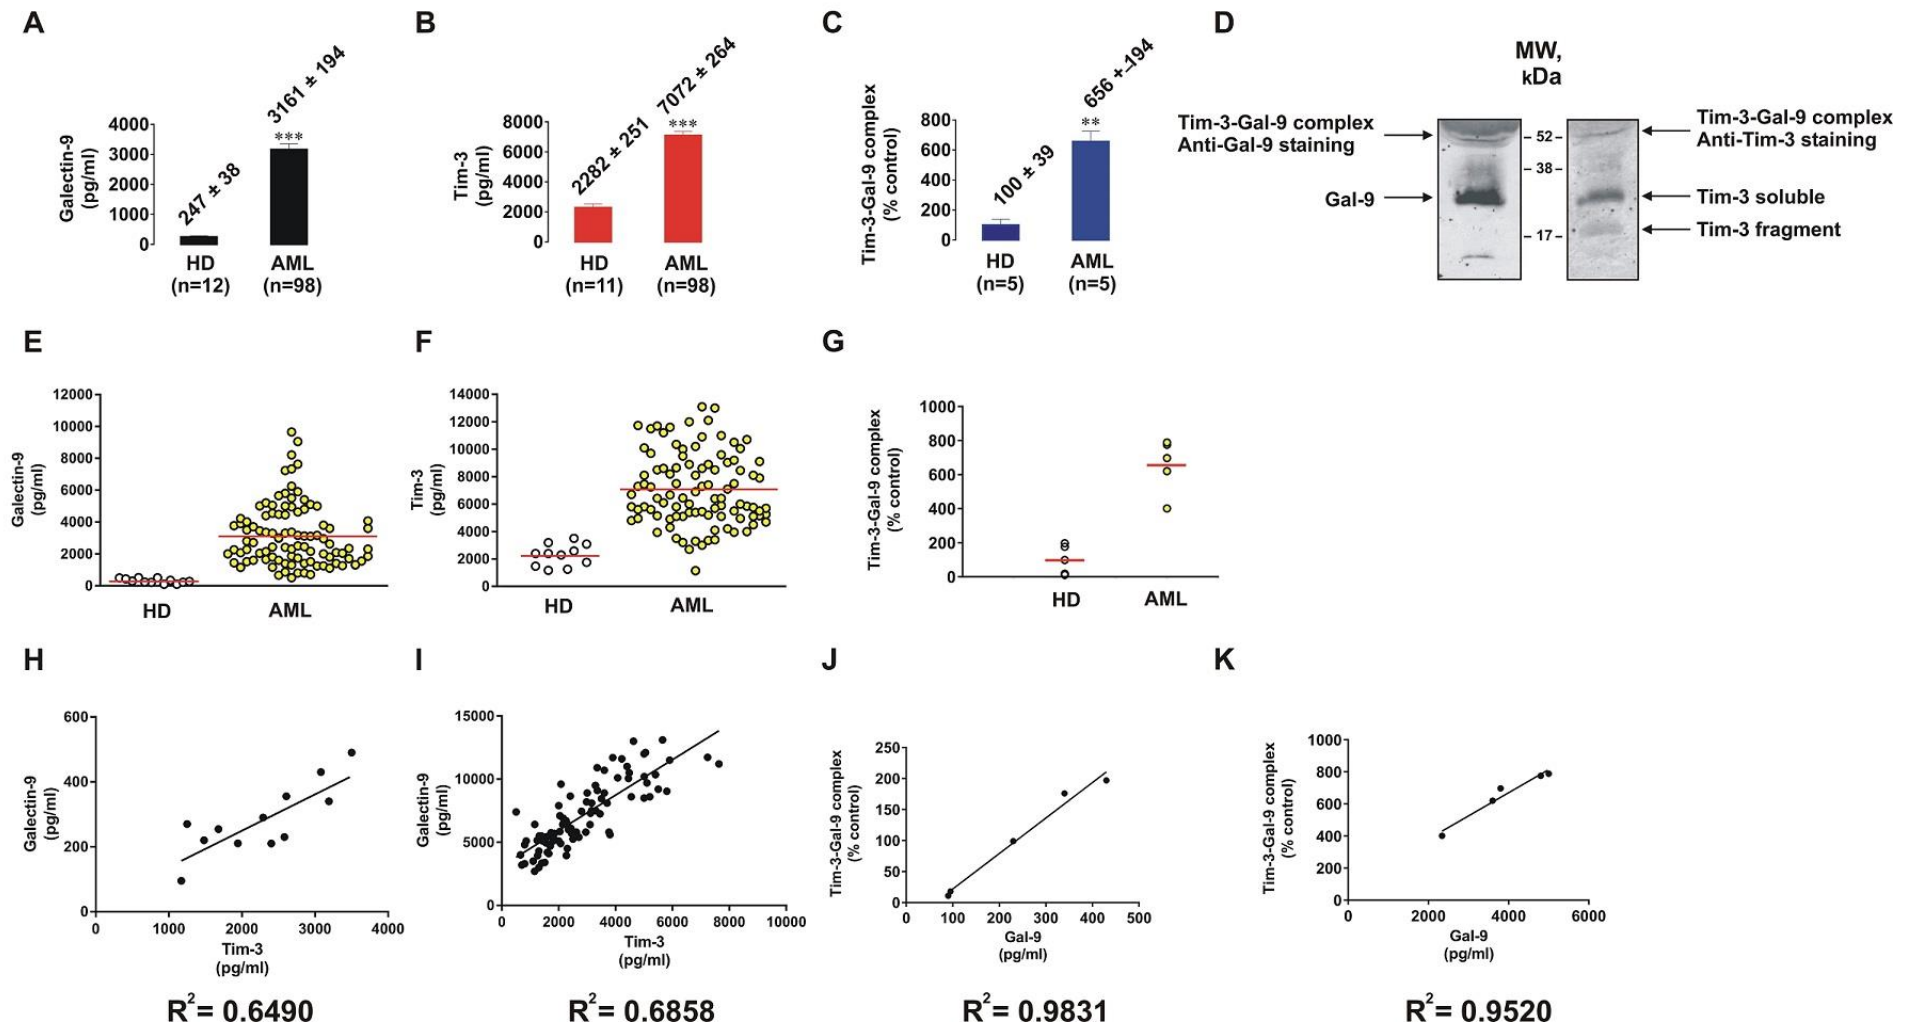 A
Galectin-9
(pg/ml)
4000
3000
2000
1000
0
247 ± 38
3161 ± 194
***
HD
(n=12)
AML
(n=98)
B
Tim-3
(pg/ml)
8000
6000
4000
2000
0
2282 ± 251
7072 ± 264
***
HD
(n=11)
AML
(n=98)
C
Tim-3-Gal-9 complex
(% control)
800
600
400
200
0
100 ± 39
656 +-194
**
HD
(n=5)
AML
(n=5)
D
MW,
kDa
Tim-3-Gal-9 complex
Anti-Gal-9 staining
Gal-9
– 52 –
– 38 –
– 17 –
Tim-3-Gal-9 complex
Anti-Tim-3 staining
Tim-3 soluble
Tim-3 fragment
E
Galectin-9
(pg/ml)
12000
10000
8000
6000
4000
2000
0
HD
AML
F
Tim-3
(pg/ml)
14000
12000
10000
8000
6000
4000
2000
0
HD
AML
G
Tim-3-Gal-9 complex
(% control)
1000
800
600
400
200
0
HD
AML
H
Galectin-9
(pg/ml)
600
400
200
0
0 1000 2000 3000 4000
Tim-3
(pg/ml)
R² = 0.6490
I
Galectin-9
(pg/ml)
15000
10000
5000
0
0 2000 4000 6000 8000 10000
Tim-3
(pg/ml)
R² = 0.6858
J
Tim-3-Gal-9 complex
(% control)
250
200
150
100
50
0
0 100 200 300 400 500
Gal-9
(pg/ml)
R² = 0.9831
K
Tim-3-Gal-9 complex
(% control)
1000
800
600
400
200
0
0 2000 4000 6000
Gal-9
(pg/ml)
R² = 0.9520